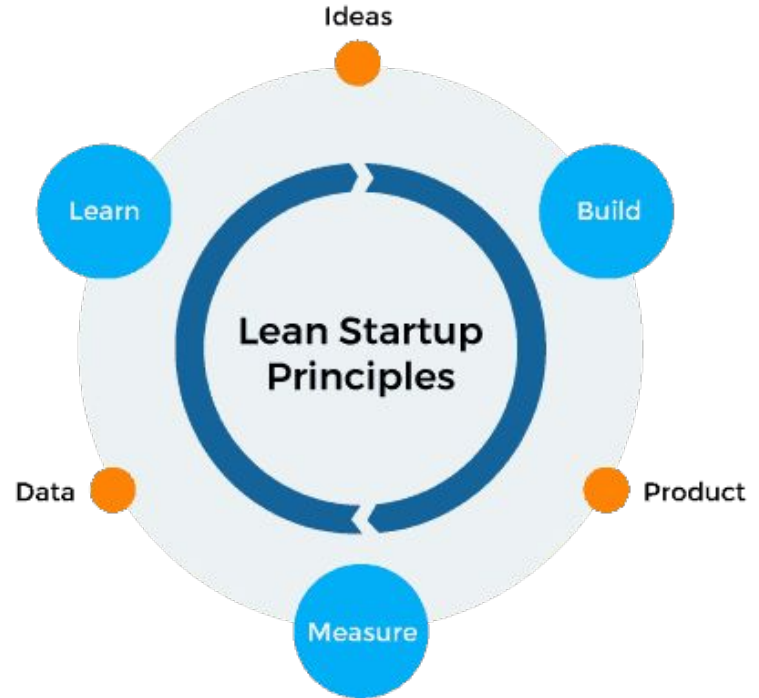 Ideas
Learn
Build
Lean Startup
Principles
Data
Product
Measure